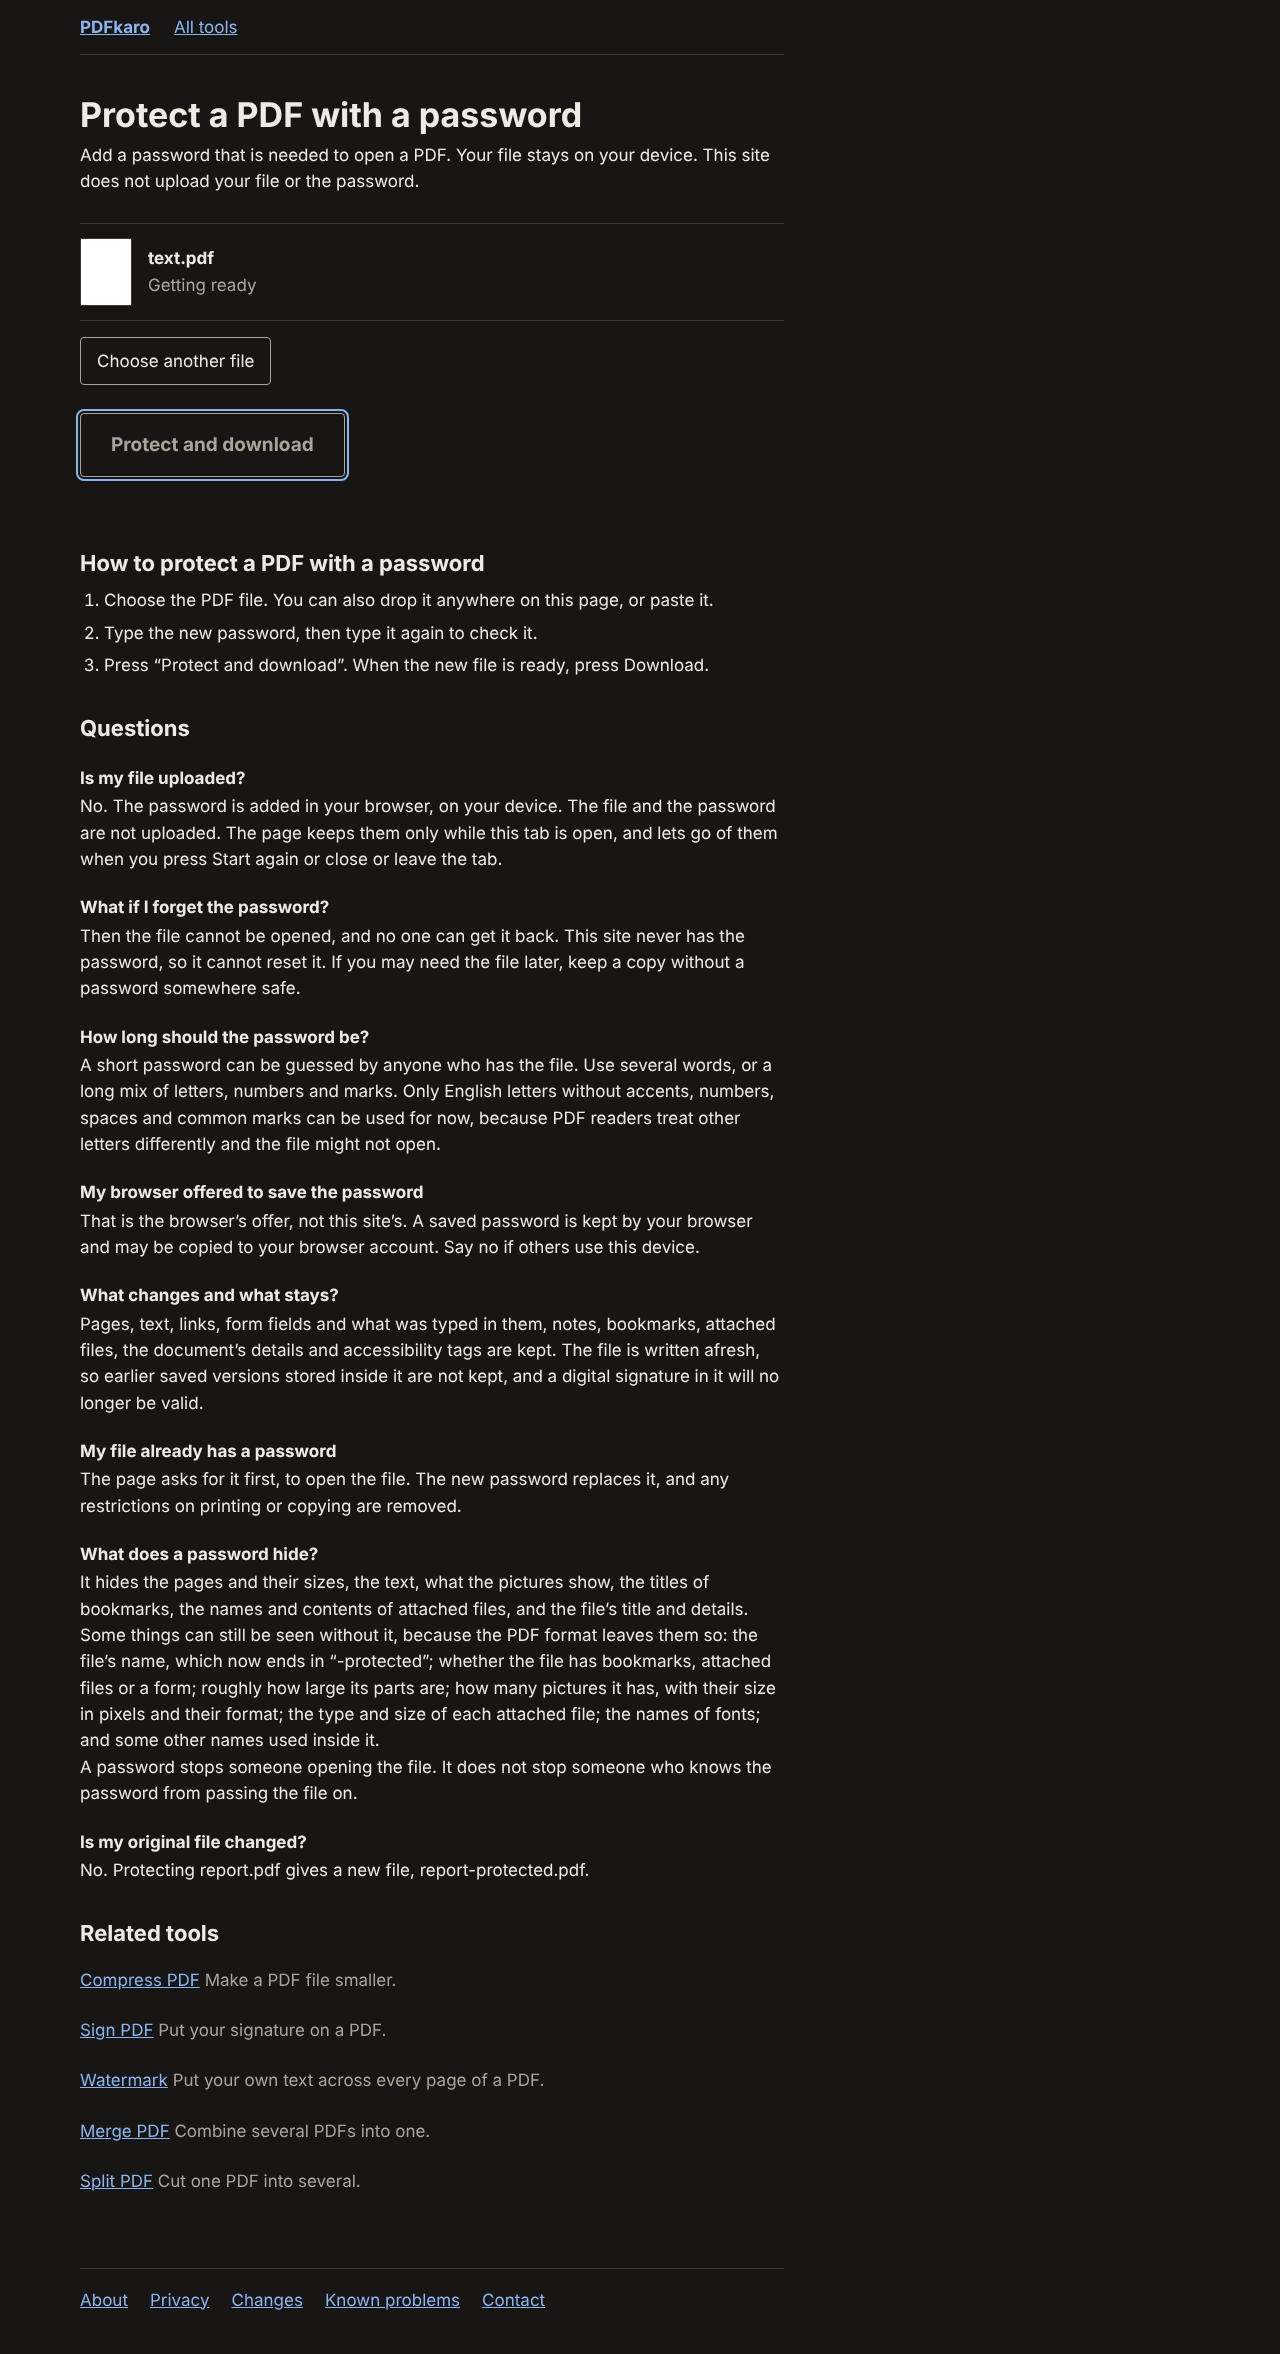 PDFkaro All tools
Protect a PDF with a password
Add a password that is needed to open a PDF. Your file stays on your device. This site
does not upload your file or the password.
text.pdf
Getting ready
Choose another file
Protect and download
How to protect a PDF with a password
1. Choose the PDF file. You can also drop it anywhere on this page, or paste it.
2. Type the new password, then type it again to check it.
3. Press “Protect and download”. When the new file is ready, press Download.
Questions
Is my file uploaded?
No. The password is added in your browser, on your device. The file and the password
are not uploaded. The page keeps them only while this tab is open, and lets go of them
when you press Start again or close or leave the tab.
What if I forget the password?
Then the file cannot be opened, and no one can get it back. This site never has the
password, so it cannot reset it. If you may need the file later, keep a copy without a
password somewhere safe.
How long should the password be?
A short password can be guessed by anyone who has the file. Use several words, or a
long mix of letters, numbers and marks. Only English letters without accents, numbers,
spaces and common marks can be used for now, because PDF readers treat other
letters differently and the file might not open.
My browser offered to save the password
That is the browser’s offer, not this site’s. A saved password is kept by your browser
and may be copied to your browser account. Say no if others use this device.
What changes and what stays?
Pages, text, links, form fields and what was typed in them, notes, bookmarks, attached
files, the document’s details and accessibility tags are kept. The file is written afresh,
so earlier saved versions stored inside it are not kept, and a digital signature in it will no
longer be valid.
My file already has a password
The page asks for it first, to open the file. The new password replaces it, and any
restrictions on printing or copying are removed.
What does a password hide?
It hides the pages and their sizes, the text, what the pictures show, the titles of
bookmarks, the names and contents of attached files, and the file’s title and details.
Some things can still be seen without it, because the PDF format leaves them so: the
file’s name, which now ends in “-protected”; whether the file has bookmarks, attached
files or a form; roughly how large its parts are; how many pictures it has, with their size
in pixels and their format; the type and size of each attached file; the names of fonts;
and some other names used inside it.
A password stops someone opening the file. It does not stop someone who knows the
password from passing the file on.
Is my original file changed?
No. Protecting report.pdf gives a new file, report-protected.pdf.
Related tools
Compress PDF Make a PDF file smaller.
Sign PDF Put your signature on a PDF.
Watermark Put your own text across every page of a PDF.
Merge PDF Combine several PDFs into one.
Split PDF Cut one PDF into several.
About Privacy Changes Known problems Contact